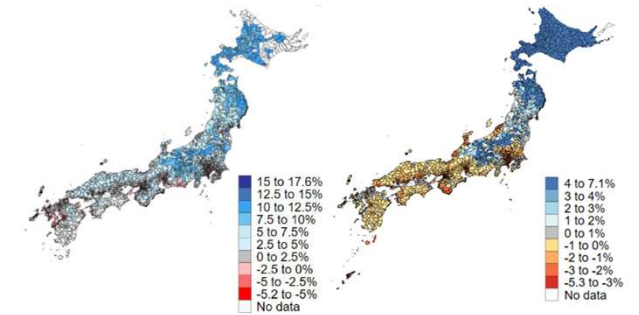 15 to 17.6%
12.5 to 15%
10 to 12.5%
7.5 to 10%
5 to 7.5%
2.5 to 5%
0 to 2.5%
-2.5 to 0%
-5 to -2.5%
-5.2 to -5%
No data
4 to 7.1%
3 to 4%
2 to 3%
1 to 2%
0 to 1%
-1 to 0%
-2 to -1%
-3 to -2%
-5.3 to -3%
No data